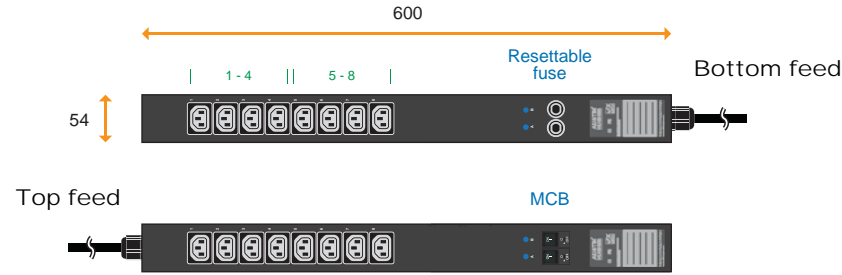 600
1 - 4
5 - 8
Resettable
fuse
Bottom feed
54
B
A
Top feed
MCB
B
A